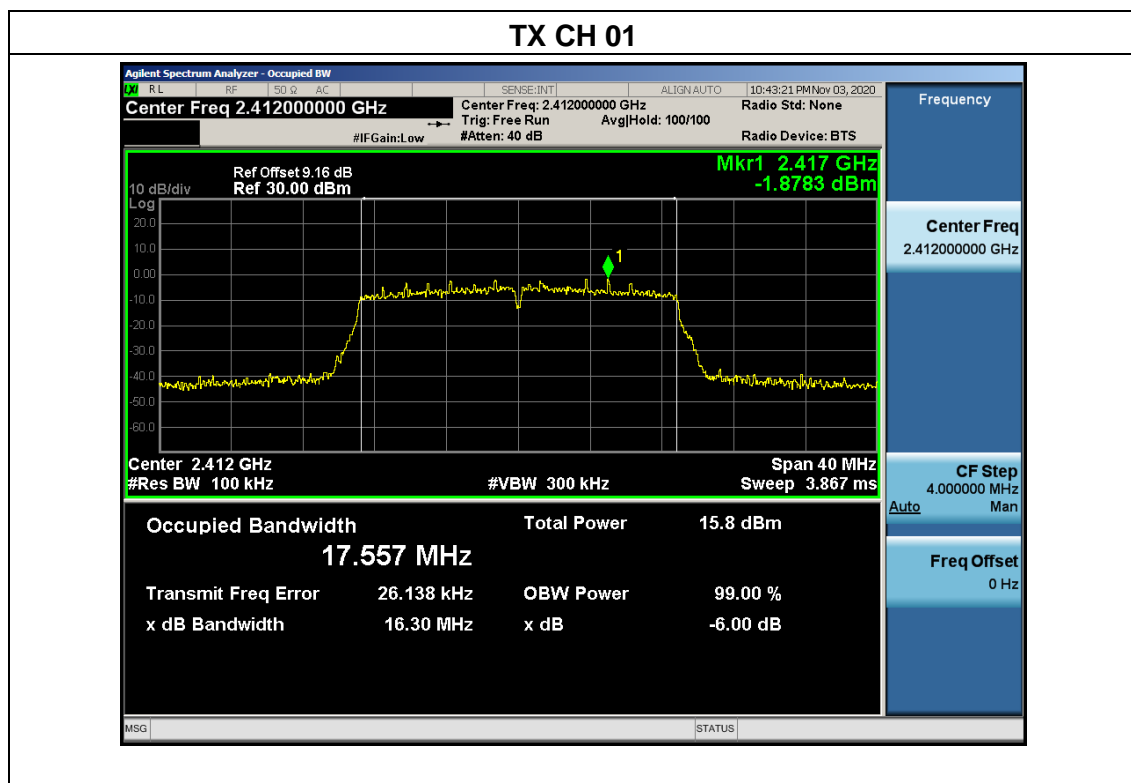 TX CH 01
Agilent Spectrum Analyzer - Occupied BW
LXI RL RF 50 Ω AC SENSE:INT ALIGN AUTO 10:43:21 PM Nov 03, 2020
Center Freq 2.412000000 GHz
Center Freq: 2.412000000 GHz
Radio Std: None
Trig: Free Run Avg|Hold: 100/100
#IFGain:Low
#Atten: 40 dB
Radio Device: BTS
Mkr1 2.417 GHz
-1.8783 dBm
Ref Offset 9.16 dB
10 dB/div Ref 30.00 dBm
Log
20.0
10.0
0.00
-10.0
-20.0
-30.0
-40.0
-50.0
-60.0
1
Center 2.412 GHz Span 40 MHz
#Res BW 100 kHz #VBW 300 kHz Sweep 3.867 ms
Occupied Bandwidth Total Power 15.8 dBm
17.557 MHz
Transmit Freq Error 26.138 kHz OBW Power 99.00 %
x dB Bandwidth 16.30 MHz x dB -6.00 dB
Frequency
Center Freq
2.412000000 GHz
CF Step
4.000000 MHz
Auto Man
Freq Offset
0 Hz
MSG STATUS